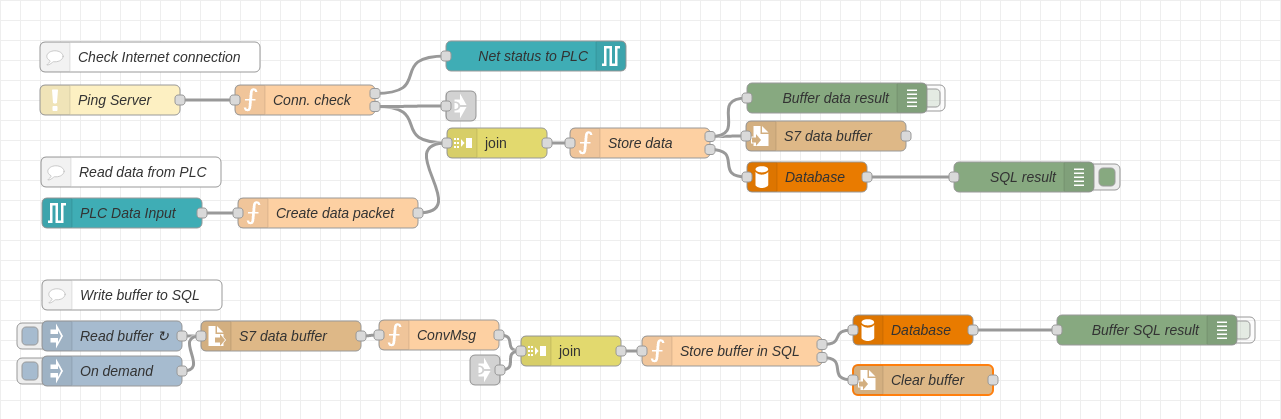 Check Internet connection
Net status to PLC
Ping Server
Conn. check
Buffer data result
join
Store data
S7 data buffer
Read data from PLC
Database
SQL result
PLC Data Input
Create data packet
Write buffer to SQL
Read buffer ↻
S7 data buffer
ConvMsg
join
Store buffer in SQL
Database
Buffer SQL result
On demand
Clear buffer